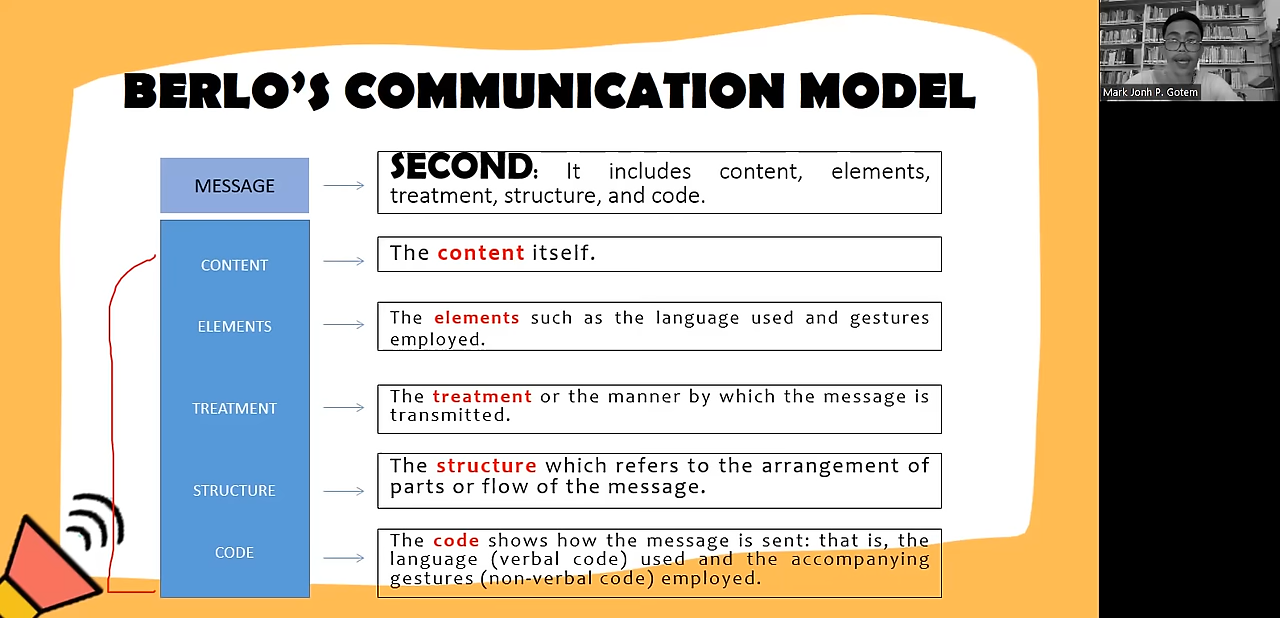 BERLO'S COMMUNICATION MODEL
MESSAGE
SECOND: It includes content, elements,
treatment, structure, and code.
CONTENT
The content itself.
ELEMENTS
The elements such as the language used and gestures
employed.
TREATMENT
The treatment or the manner by which the message is
transmitted.
STRUCTURE
The structure which refers to the arrangement of
parts or flow of the message.
CODE
The code shows how the message is sent: that is, the
language (verbal code) used and the accompanying
gestures (non-verbal code) employed.
Mark Jonh P. Gotem